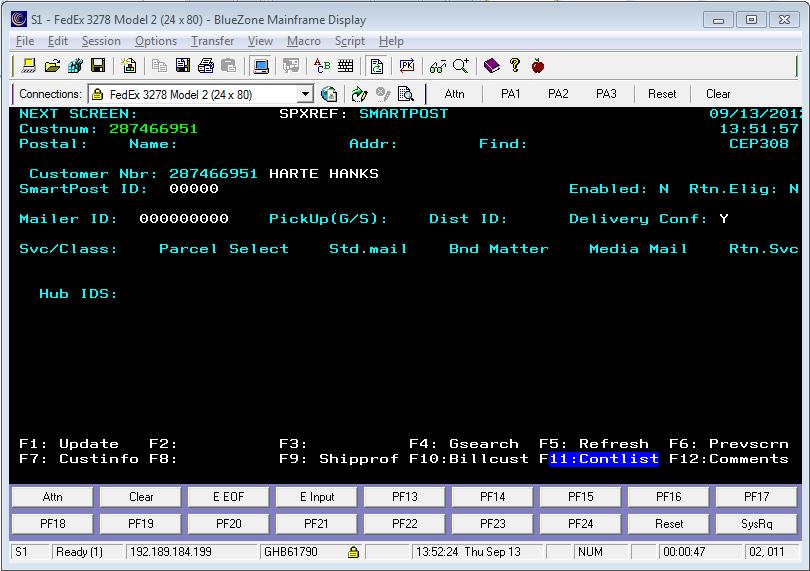 S1 - FedEx 3278 Model 2 (24 x 80) - BlueZone Mainframe Display
File Edit Session Options Transfer View Macro Script Help
Connections: FedEx 3278 Model 2 (24 x 80) Attn PA1 PA2 PA3 Reset Clear
NEXT SCREEN: SPXREF: SMARTPOST 09/13/2012
Custnum: 287466951 13:51:57
Postal: Name: Addr: Find: CEP308
Customer Nbr: 287466951 HARTE HANKS
SmartPost ID: 00000 Enabled: N Rtn.Elig: N
Mailer ID: 000000000 PickUp(G/S): Dist ID: Delivery Conf: Y
Svc/Class: Parcel Select Std.mail Bnd Matter Media Mail Rtn.Svc
Hub IDS:
F1: Update F2: F3: F4: Gsearch F5: Refresh F6: Prevscrn
F7: Custinfo F8: F9: Shipprof F10:Billcust F11:Contlist F12:Comments
Attn Clear E EOF E Input PF13 PF14 PF15 PF16 PF17
PF18 PF19 PF20 PF21 PF22 PF23 PF24 Reset SysRq
S1 Ready (1) 192.189.184.199 GHB61790 13:52:24 Thu Sep 13 NUM 00:00:47 02, 011